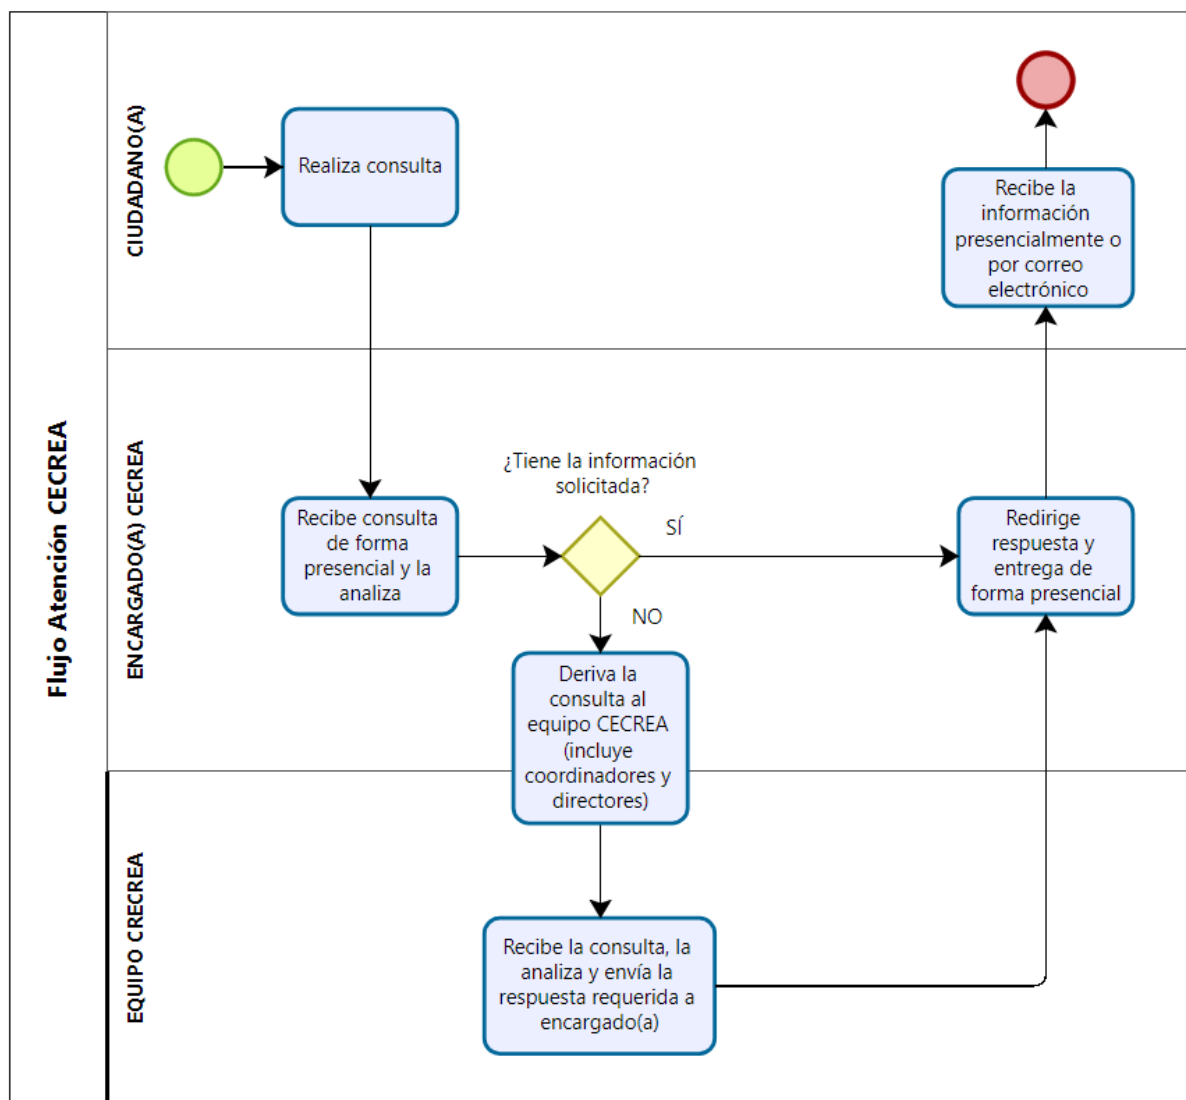 Flujo Atención CECREA
CIUDADANO(A)
Realiza consulta
Recibe la
información
presencialmente o
por correo
electrónico
ENCARGADO(A) CECREA
Recibe consulta
de forma
presencial y la
analiza
¿Tiene la información
solicitada?
SÍ
NO
Redirige
respuesta y
entrega de
forma presencial
Deriva la
consulta al
equipo CECREA
(incluye
coordinadores y
directores)
EQUIPO CRECREA
Recibe la consulta, la
analiza y envía la
respuesta requerida a
encargado(a)